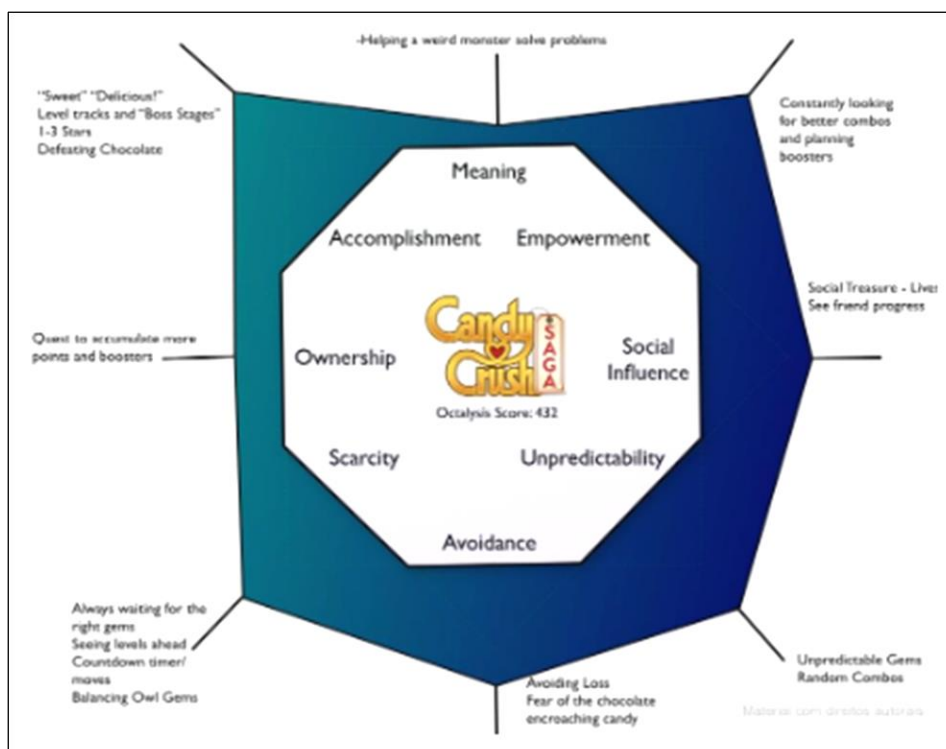 -Helping a weird monster solve problems
"Sweet" "Delicious!"
Level tracks and "Boss Stages"
1-3 Stars
Defeating Chocolate
Constantly looking
for better combos
and planning
boosters
Meaning
Accomplishment
Empowerment
Social Treasure - Lives
See friend progress
Quest to accumulate more
points and boosters
Ownership
Candy
Crush
SAGA
Octalysis Score: 432
Social
Influence
Scarcity
Unpredictability
Avoidance
Always waiting for the
right gems
Seeing levels ahead
Countdown timer/
moves
Balancing Owl Gems
Avoiding Loss
Fear of the chocolate
encroaching candy
Unpredictable Gems
Random Combos
Material com direitos autorais